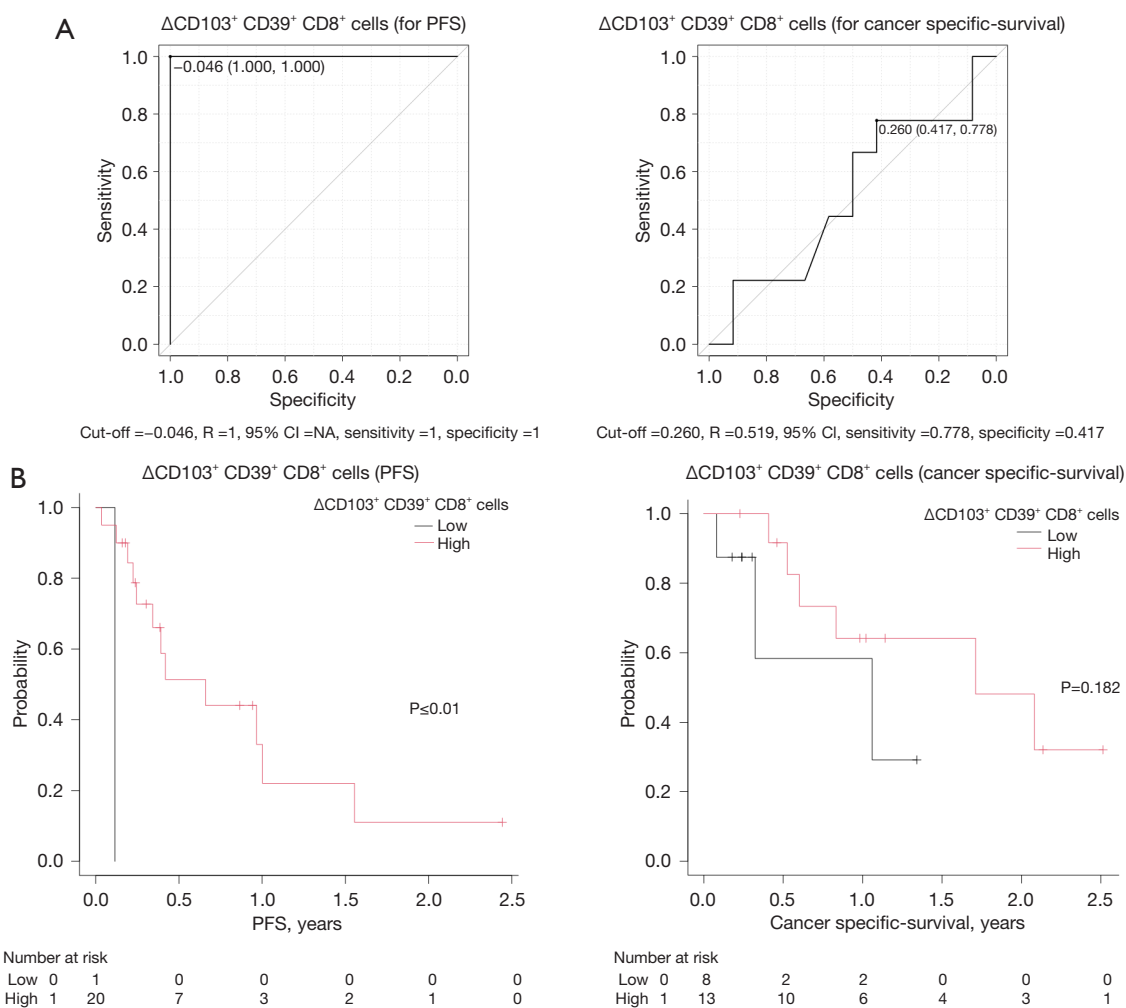 A
ΔCD103+ CD39+ CD8+ cells (for PFS)
1.0
0.8
0.6
0.4
0.2
0.0
Sensitivity
−0.046 (1.000, 1.000)
1.0 0.8 0.6 0.4 0.2 0.0
Specificity
Cut-off =−0.046, R =1, 95% CI =NA, sensitivity =1, specificity =1
ΔCD103+ CD39+ CD8+ cells (for cancer specific-survival)
1.0
0.8
0.6
0.4
0.2
0.0
Sensitivity
0.260 (0.417, 0.778)
1.0 0.8 0.6 0.4 0.2 0.0
Specificity
Cut-off =0.260, R =0.519, 95% CI, sensitivity =0.778, specificity =0.417
B
ΔCD103+ CD39+ CD8+ cells (PFS)
ΔCD103+ CD39+ CD8+ cells
Low
High
1.0
0.8
0.6
0.4
0.2
0.0
Probability
P≤0.01
0.0 0.5 1.0 1.5 2.0 2.5
PFS, years
Number at risk
Low 0 1 0 0 0 0 0
High 1 20 7 3 2 1 0
ΔCD103+ CD39+ CD8+ cells (cancer specific-survival)
ΔCD103+ CD39+ CD8+ cells
Low
High
1.0
0.8
0.6
0.4
0.2
0.0
Probability
P=0.182
0.0 0.5 1.0 1.5 2.0 2.5
Cancer specific-survival, years
Number at risk
Low 0 8 2 2 0 0 0
High 1 13 10 6 4 3 1